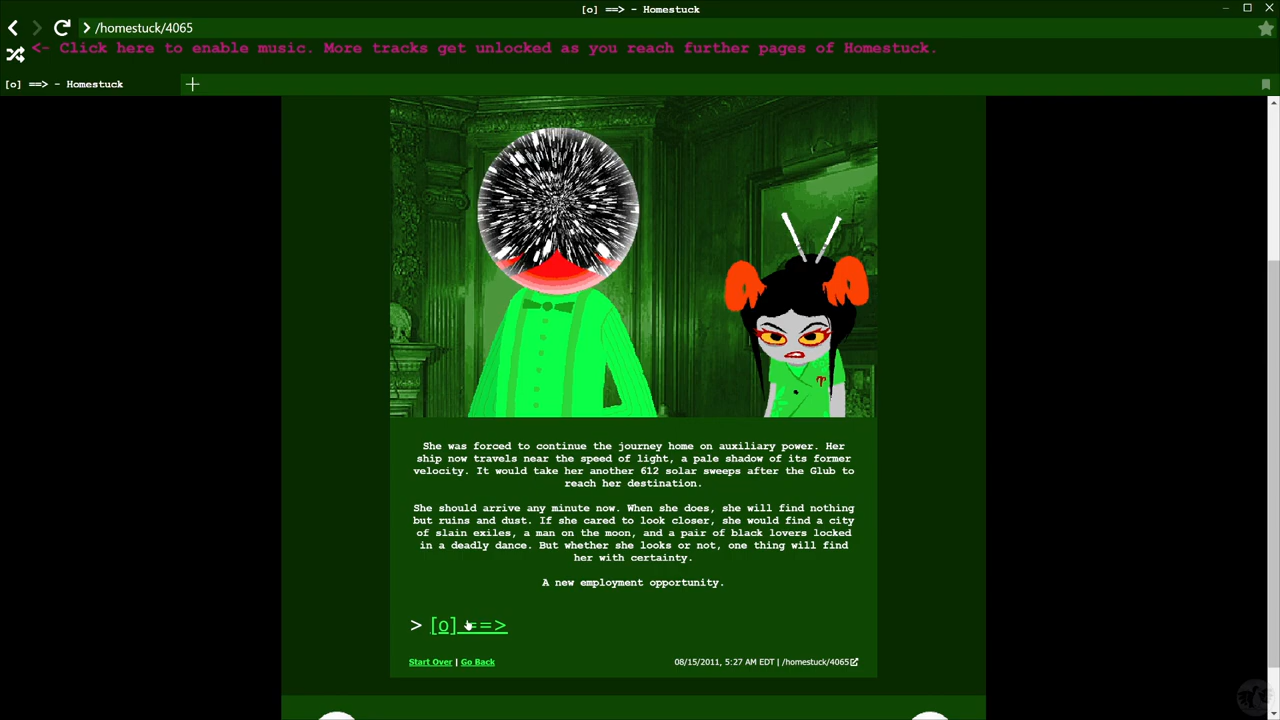 [o] ==> - Homestuck
/homestuck/4065
<- Click here to enable music. More tracks get unlocked as you reach further pages of Homestuck.
[o] ==> - Homestuck
She was forced to continue the journey home on auxiliary power. Her
ship now travels near the speed of light, a pale shadow of its former
velocity. It would take her another 612 solar sweeps after the Glub to
reach her destination.
She should arrive any minute now. When she does, she will find nothing
but ruins and dust. If she cared to look closer, she would find a city
of slain exiles, a man on the moon, and a pair of black lovers locked
in a deadly dance. But whether she looks or not, one thing will find
her with certainty.
A new employment opportunity.
> [o] ==>
Start Over | Go Back
08/15/2011, 5:27 AM EDT | /homestuck/4065